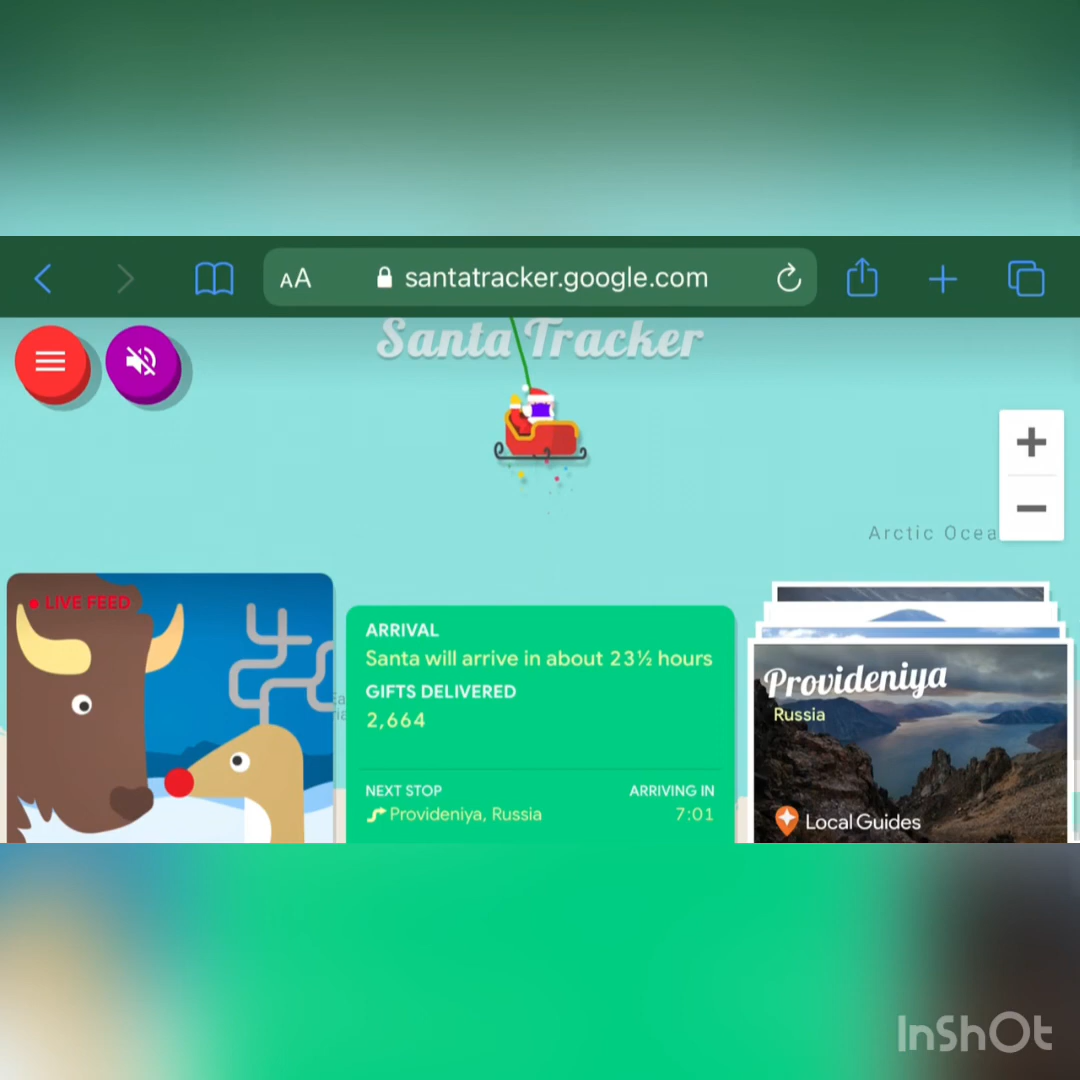 AA
santatracker.google.com
Santa Tracker
Arctic Ocea
LIVE FEED
ARRIVAL
Santa will arrive in about 23½ hours
GIFTS DELIVERED
2,664
NEXT STOP
Provideniya, Russia
ARRIVING IN
7:01
Provideniya
Russia
Local Guides
InShOt